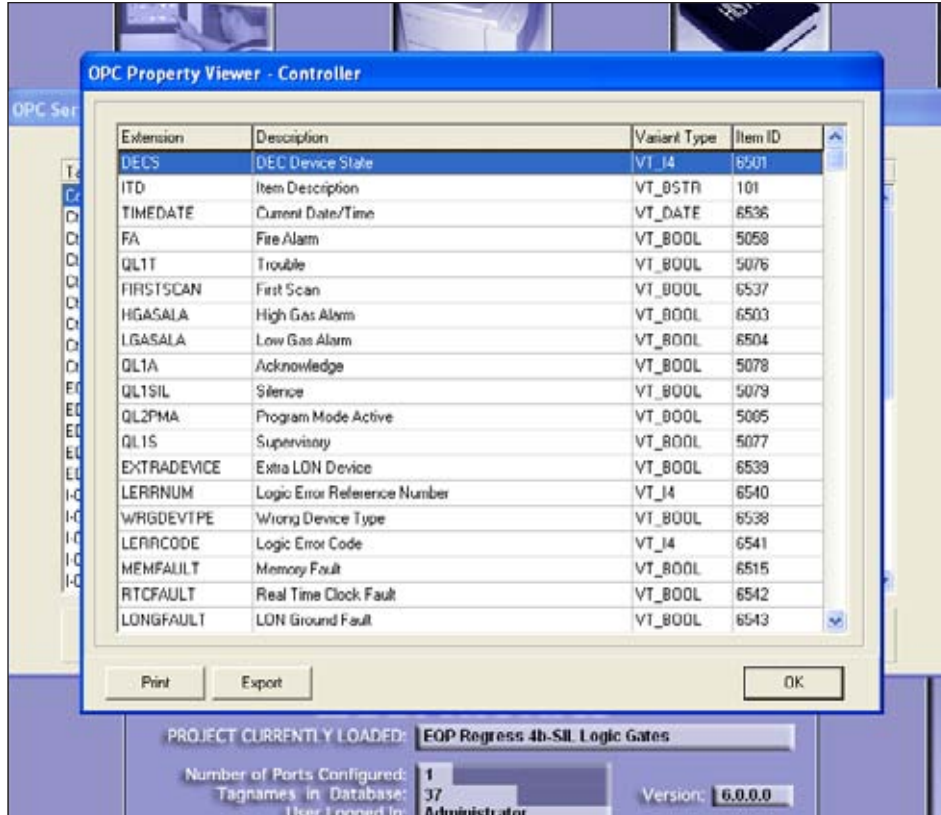 OPC Property Viewer - Controller
OPC Ser
Extension Description Variant Type Item ID
DECS DEC Device State VT_I4 6501
ITD Item Description VT_BSTR 101
TIMEDATE Current Date/Time VT_DATE 6536
FA Fire Alarm VT_BOOL 5058
QL1T Trouble VT_BOOL 5076
FIRSTSCAN First Scan VT_BOOL 6537
HGASALA High Gas Alarm VT_BOOL 6503
LGASALA Low Gas Alarm VT_BOOL 6504
QL1A Acknowledge VT_BOOL 5078
QL1SIL Silence VT_BOOL 5079
QL2PMA Program Mode Active VT_BOOL 5085
QL1S Supervisory VT_BOOL 5077
EXTRADEVICE Extra LON Device VT_BOOL 6539
LERRNUM Logic Error Reference Number VT_I4 6540
WRGDEVTPE Wrong Device Type VT_BOOL 6538
LERRCODE Logic Error Code VT_I4 6541
MEMFAULT Memory Fault VT_BOOL 6515
RTCFAULT Real Time Clock Fault VT_BOOL 6542
LONGFAULT LON Ground Fault VT_BOOL 6543
Print Export OK
PROJECT CURRENTLY LOADED: EQP Regress 4b-SIL Logic Gates
Number of Ports Configured: 1
Tagnames in Database: 37 Version: 6.0.0.0
User Logged In: Administrator